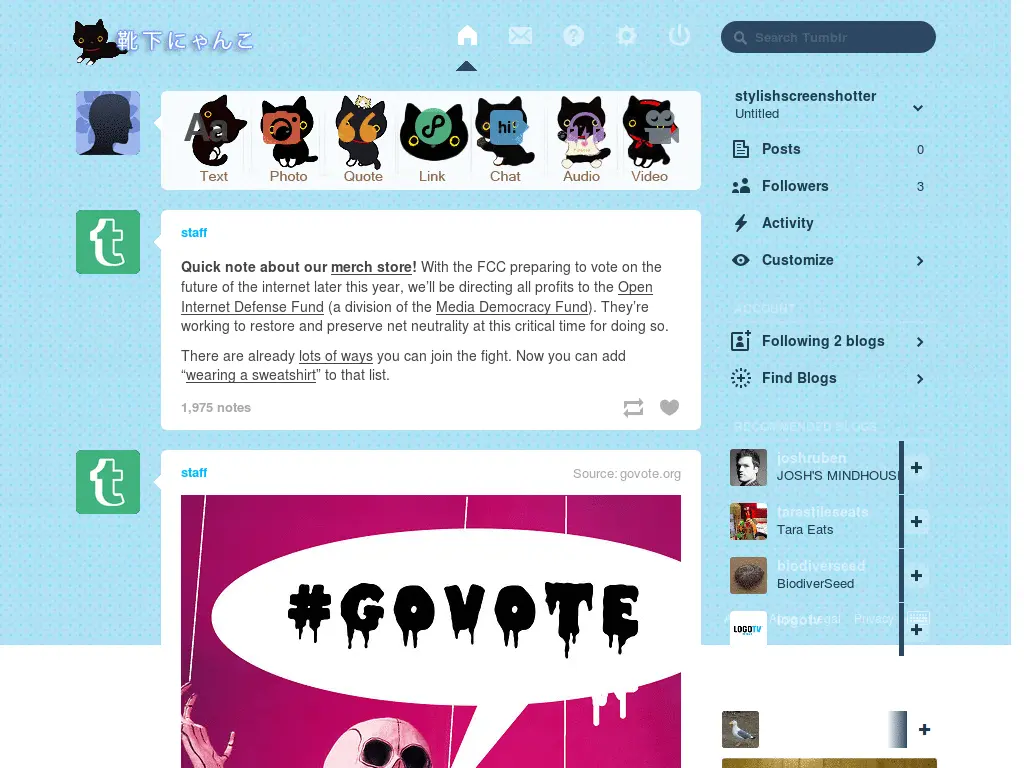 靴下にゃんこ
Search Tumblr
Aa
hi!
Text Photo Quote Link Chat Audio Video
stylishscreenshotter
Untitled
Posts 0
Followers 3
Activity
Customize
ACCOUNT
Following 2 blogs
Find Blogs
RECOMMENDED BLOGS
joshruben
JOSH'S MINDHOUS
tarashleseats
Tara Eats
biodiverseed
BiodiverSeed
logotv
LOGOTV
Legal Privacy
staff
Quick note about our merch store! With the FCC preparing to vote on the
future of the internet later this year, we’ll be directing all profits to the Open
Internet Defense Fund (a division of the Media Democracy Fund). They’re
working to restore and preserve net neutrality at this critical time for doing so.
There are already lots of ways you can join the fight. Now you can add
“wearing a sweatshirt” to that list.
1,975 notes
staff
Source: govote.org
#GOVOTE